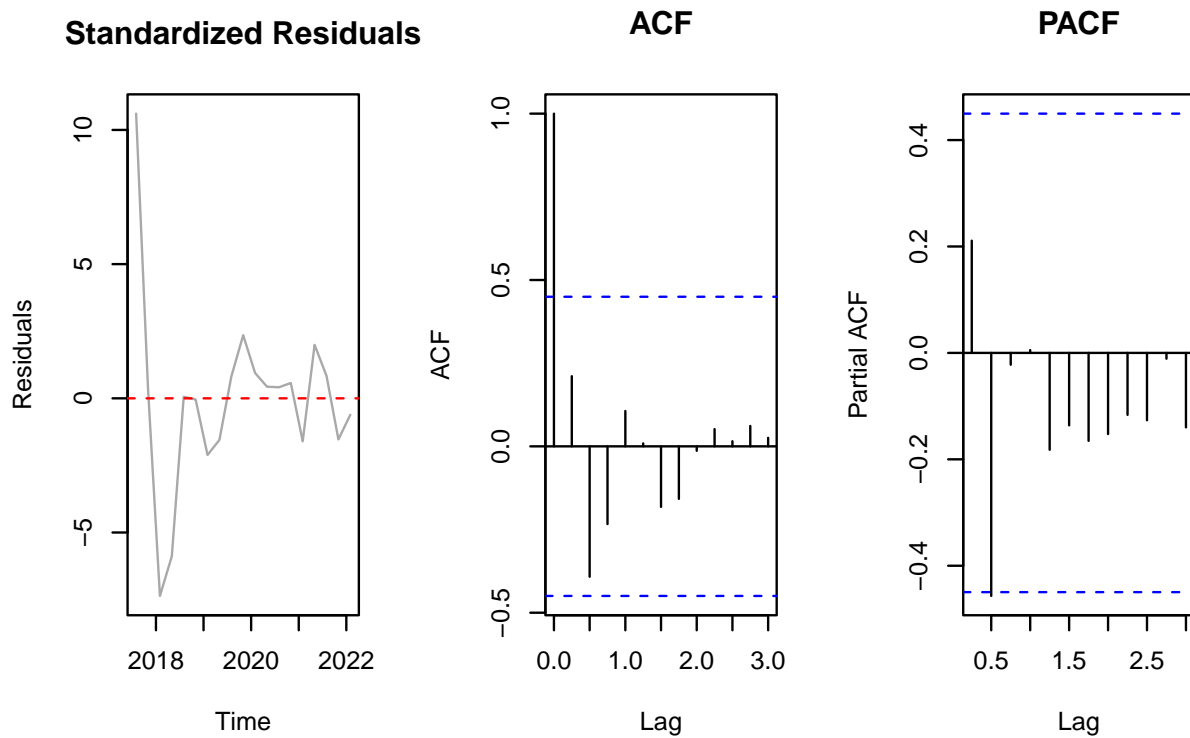 Standardized Residuals
Residuals
10
5
0
−5
2018 2020 2022
Time
ACF
ACF
1.0
0.5
0.0
−0.5
0.0 1.0 2.0 3.0
Lag
PACF
Partial ACF
0.4
0.2
0.0
−0.2
−0.4
0.5 1.5 2.5
Lag